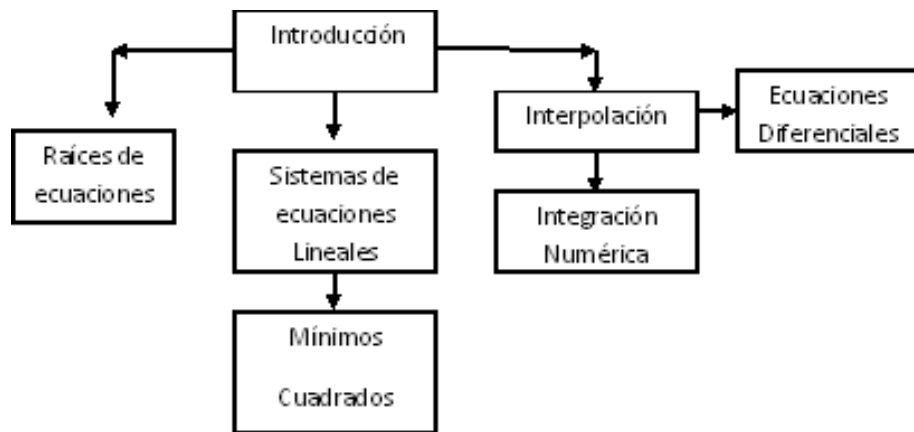 Introducción
Raíces de
ecuaciones
Sistemas de
ecuaciones
Lineales
Mínimos
Cuadrados
Interpolación
Integración
Numérica
Ecuaciones
Diferenciales